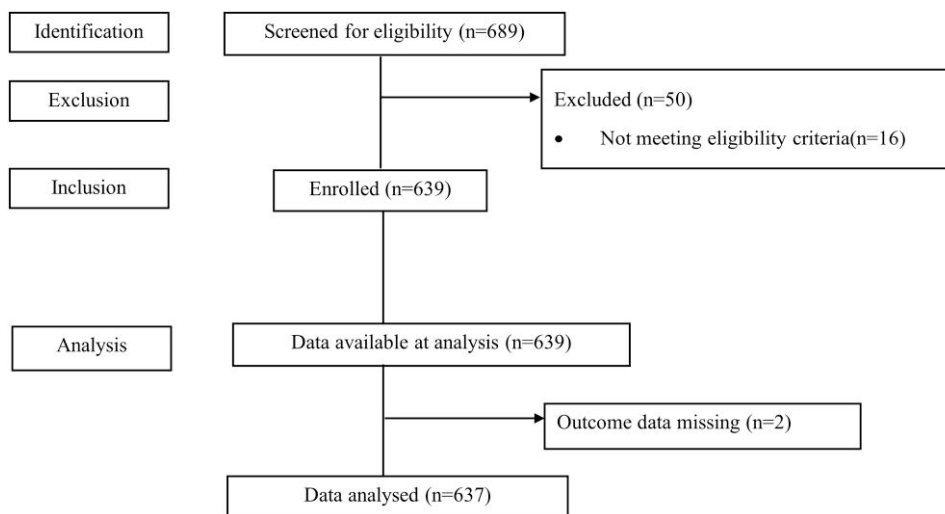 Identification
Screened for eligibility (n=689)
Exclusion
Excluded (n=50)
• Not meeting eligibility criteria(n=16)
Inclusion
Enrolled (n=639)
Analysis
Data available at analysis (n=639)
Outcome data missing (n=2)
Data analysed (n=637)